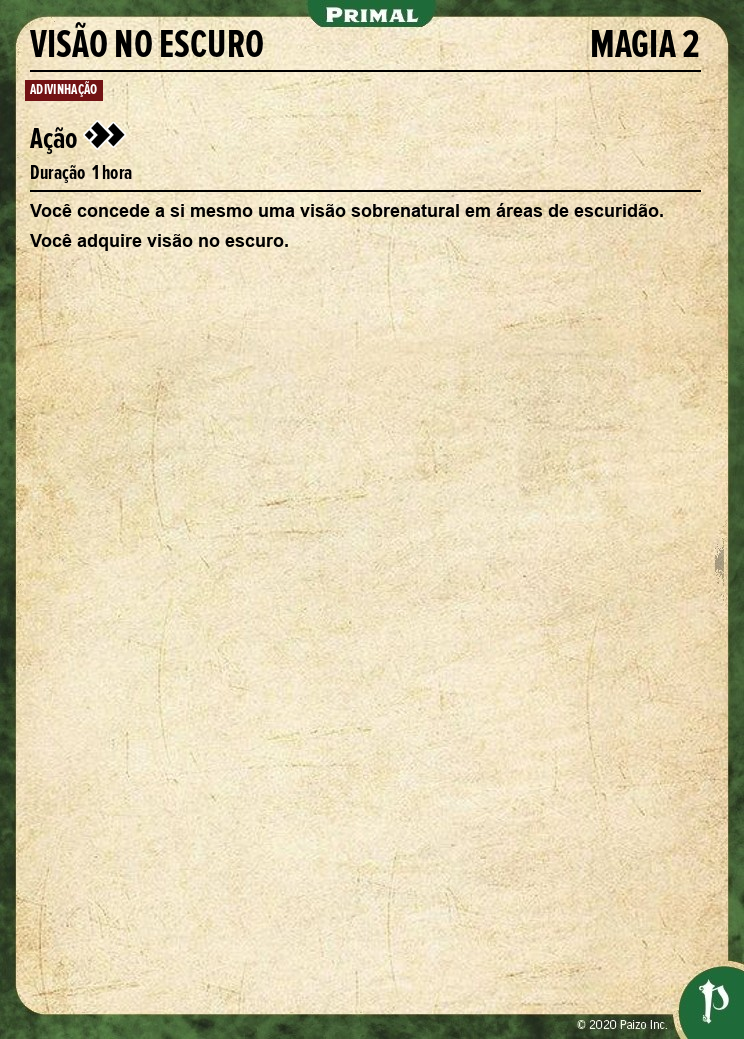 PRIMAL
VISÃO NO ESCURO MAGIA 2
ADIVINHAÇÃO
Ação
Duração 1 hora
Você concede a si mesmo uma visão sobrenatural em áreas de escuridão.
Você adquire visão no escuro.
© 2020 Paizo Inc.